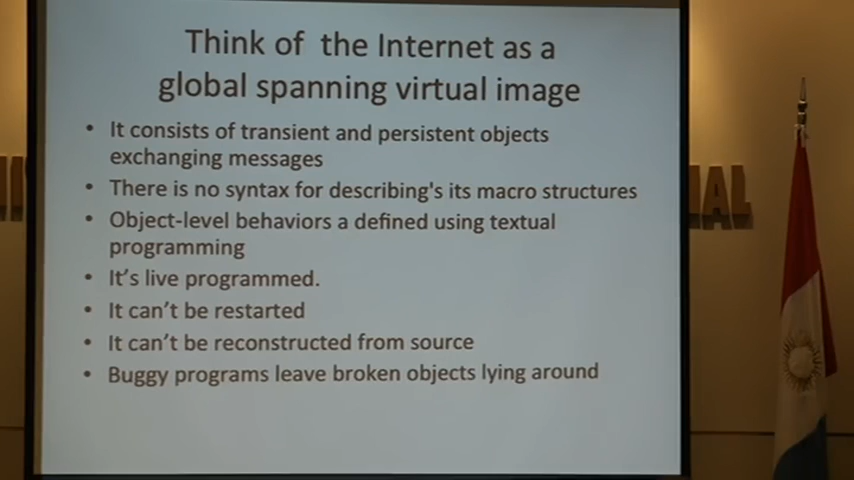 Think of the Internet as a
global spanning virtual image
• It consists of transient and persistent objects
exchanging messages
• There is no syntax for describing's its macro structures
• Object-level behaviors a defined using textual
programming
• It's live programmed.
• It can't be restarted
• It can't be reconstructed from source
• Buggy programs leave broken objects lying around